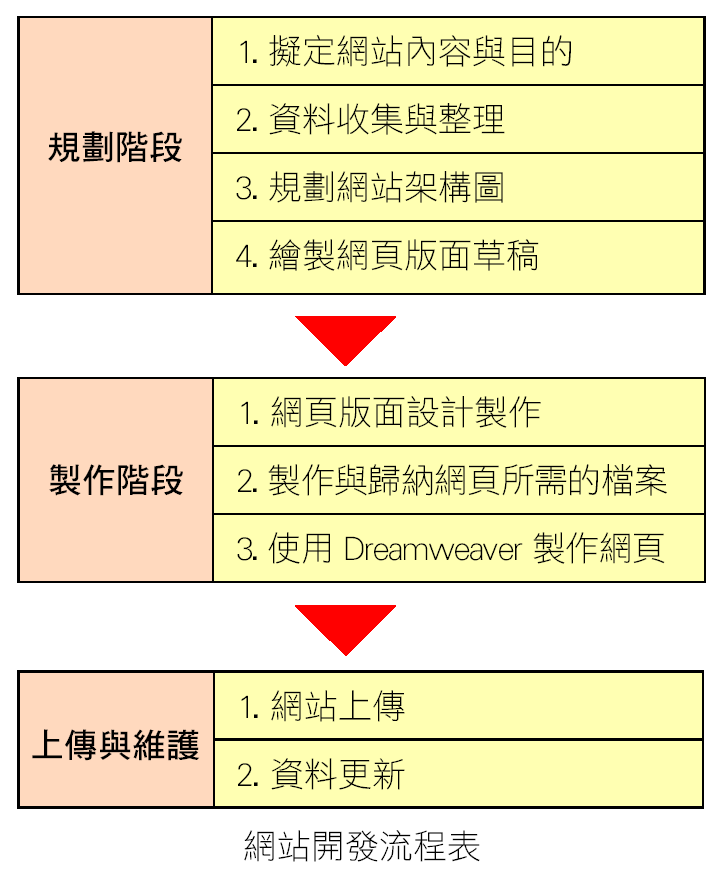 規劃階段
1. 擬定網站內容與目的
2. 資料收集與整理
3. 規劃網站架構圖
4. 繪製網頁版面草稿
製作階段
1. 網頁版面設計製作
2. 製作與歸納網頁所需的檔案
3. 使用 Dreamweaver 製作網頁
上傳與維護
1. 網站上傳
2. 資料更新
網站開發流程表